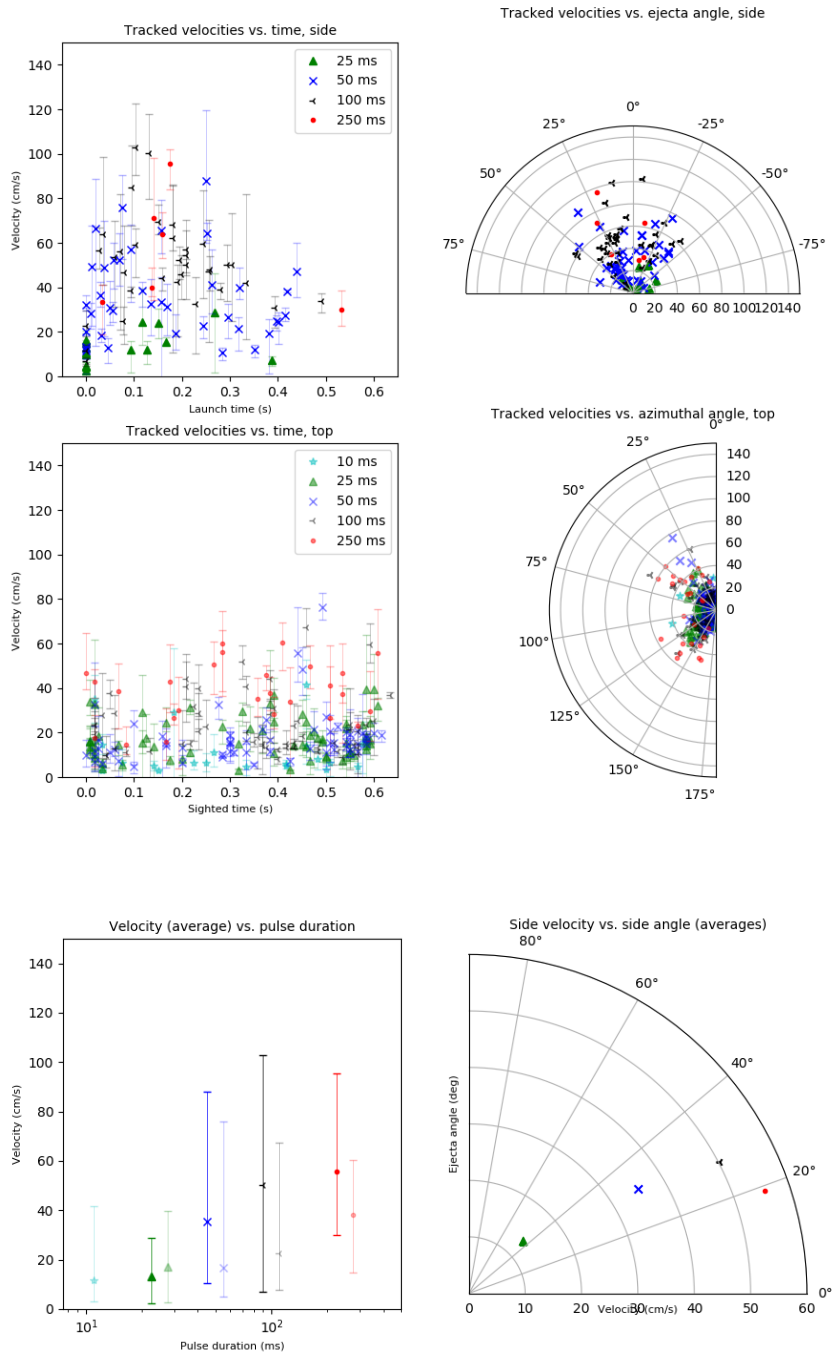 Tracked velocities vs. time, side
Velocity (cm/s)
140
120
100
80
60
40
20
0
25 ms
50 ms
100 ms
250 ms
0.0 0.1 0.2 0.3 0.4 0.5 0.6
Launch time (s)
Tracked velocities vs. ejecta angle, side
0°
25°
-25°
50°
-50°
75°
-75°
0 20 40 60 80 100120140
Tracked velocities vs. time, top
Velocity (cm/s)
140
120
100
80
60
40
20
0
10 ms
25 ms
50 ms
100 ms
250 ms
0.0 0.1 0.2 0.3 0.4 0.5 0.6
Sighted time (s)
Tracked velocities vs. azimuthal angle, top
0°
25°
50°
75°
100°
125°
150°
175°
140
120
100
80
60
40
20
0
Velocity (average) vs. pulse duration
Velocity (cm/s)
140
120
100
80
60
40
20
0
10¹ 10²
Pulse duration (ms)
Side velocity vs. side angle (averages)
80°
60°
40°
20°
0°
Ejecta angle (deg)
0 10 20 30 40 50 60
Velocity (cm/s)